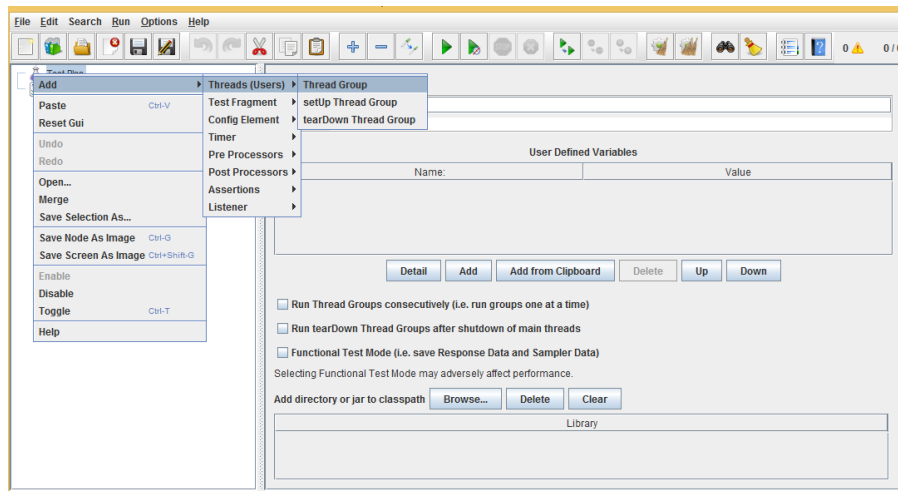 File Edit Search Run Options Help
0 0/
Test Plan
Add Threads (Users) Thread Group
Paste Ctrl-V Test Fragment setUp Thread Group
Reset Gui Config Element tearDown Thread Group
Undo Timer
Redo Pre Processors User Defined Variables
Open... Post Processors Name: Value
Merge Assertions
Save Selection As... Listener
Save Node As Image Ctrl-G
Save Screen As Image Ctrl+Shift-G
Enable Detail Add Add from Clipboard Delete Up Down
Disable
Toggle Ctrl-T Run Thread Groups consecutively (i.e. run groups one at a time)
Help Run tearDown Thread Groups after shutdown of main threads
Functional Test Mode (i.e. save Response Data and Sampler Data)
Selecting Functional Test Mode may adversely affect performance.
Add directory or jar to classpath Browse... Delete Clear
Library